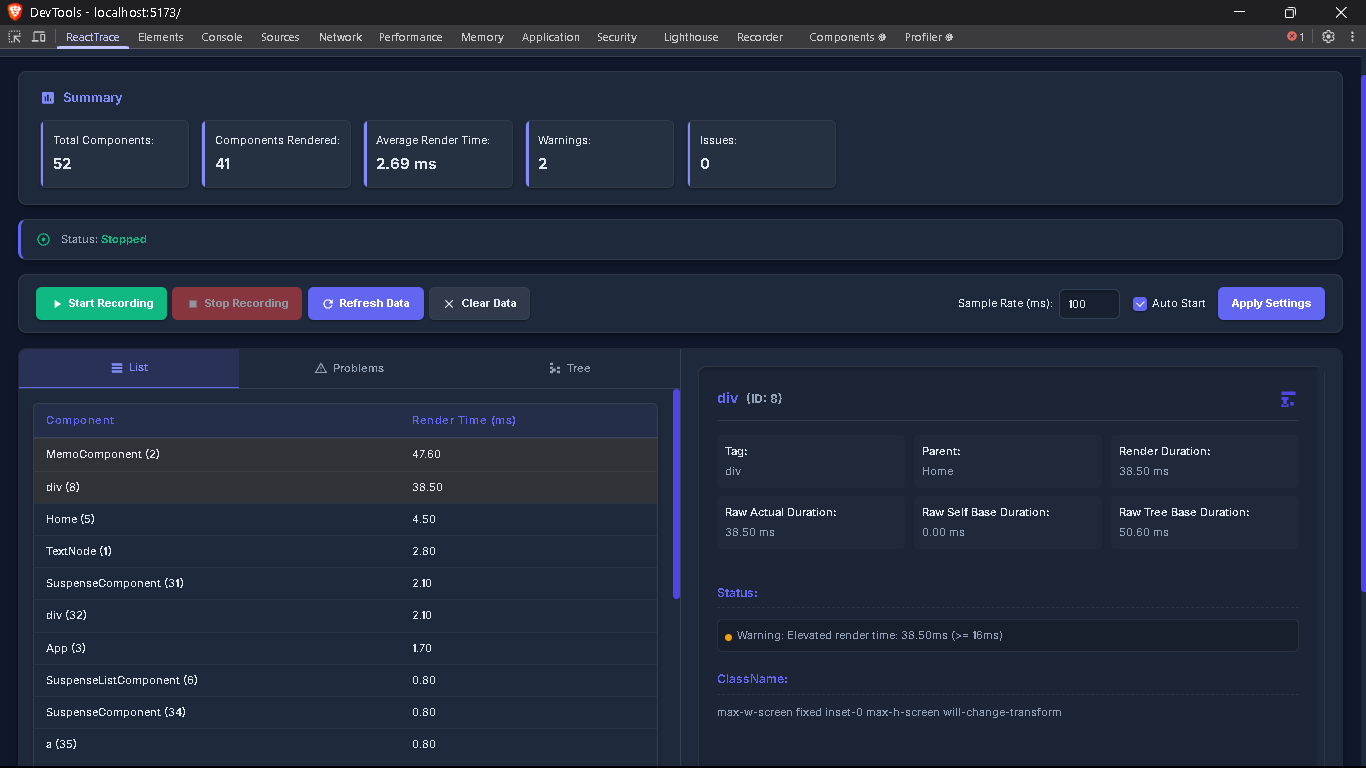 DevTools - localhost:5173/
ReactTrace Elements Console Sources Network Performance Memory Application Security Lighthouse Recorder Components Profiler 1
Summary
Total Components: Components Rendered: Average Render Time: Warnings: Issues:
52 41 2.69 ms 2 0
Status: Stopped
Start Recording Stop Recording Refresh Data Clear Data Sample Rate (ms): 100 Auto Start Apply Settings
List Problems Tree
Component Render Time (ms)
MemoComponent (2) 47.60
div (8) 38.50
Home (5) 4.50
TextNode (1) 2.80
SuspenseComponent (31) 2.10
div (32) 2.10
App (3) 1.70
SuspenseListComponent (6) 0.80
SuspenseComponent (34) 0.80
a (35) 0.80
div (ID: 8)
Tag: Parent: Render Duration:
div Home 38.50 ms
Raw Actual Duration: Raw Self Base Duration: Raw Tree Base Duration:
38.50 ms 0.00 ms 50.60 ms
Status:
Warning: Elevated render time: 38.50ms (>= 16ms)
ClassName:
max-w-screen fixed inset-0 max-h-screen will-change-transform